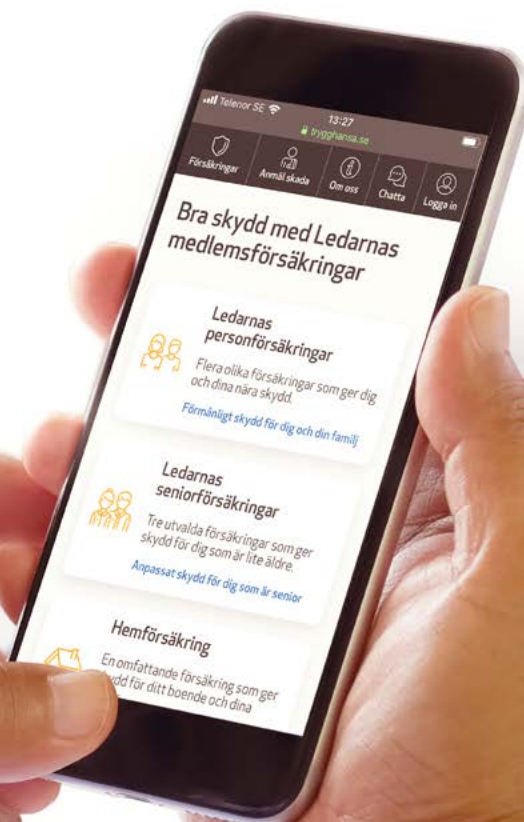 Telenor SE
13:27
trygghansa.se
Försäkringar
Anmäl skada
Om oss
Chatta
Logga in
Bra skydd med Ledarnas
medlemsförsäkringar
Ledarnas
personförsäkringar
Flera olika försäkringar som ger dig
och dina nära skydd.
Förmånligt skydd för dig och din familj
Ledarnas
seniorförsäkringar
Tre utvalda försäkringar som ger
skydd för dig som är lite äldre.
Anpassat skydd för dig som är senior
Hemförsäkring
En omfattande försäkring som ger
för ditt boende och dina